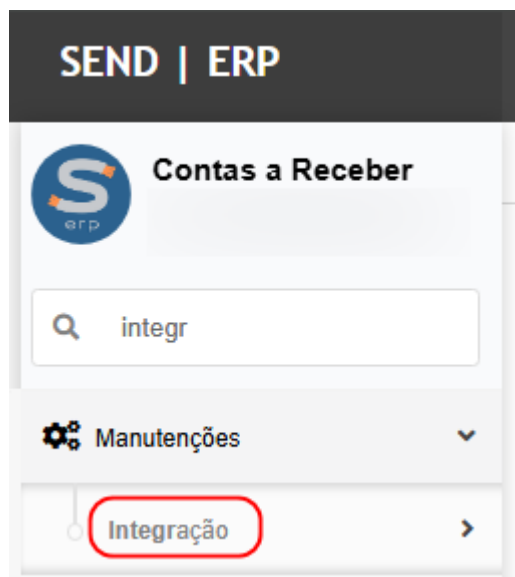 SEND | ERP
Contas a Receber
S
erp
integr
Manutenções
Integração